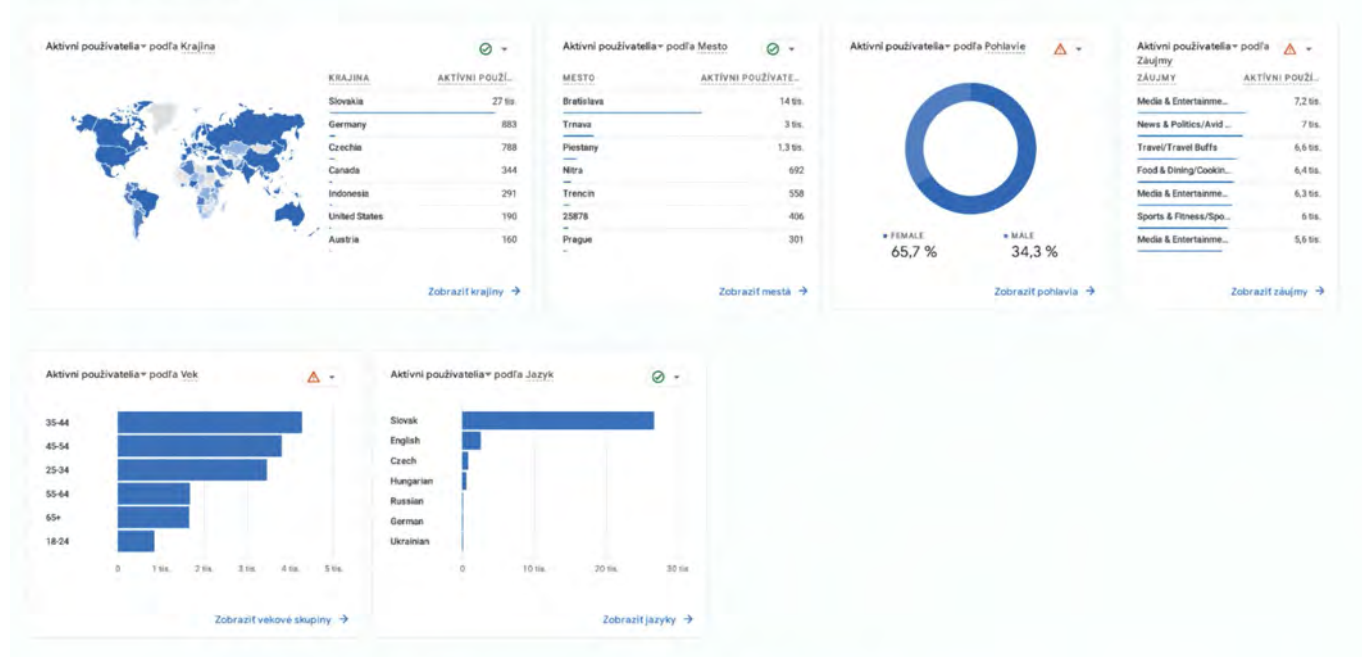 Aktívni používatelia podľa Krajina
KRAJINA AKTÍVNI POUŽÍ…
Slovakia 27 tis.
Germany 883
Czechia 788
Canada 344
Indonesia 291
United States 190
Austria 160
Zobraziť krajiny →
Aktívni používatelia podľa Mesto
MESTO AKTÍVNI POUŽÍVATE…
Bratislava 14 tis.
Trnava 3 tis.
Piestany 1,3 tis.
Nitra 692
Trencin 558
25878 406
Prague 301
Zobraziť mestá →
Aktívni používatelia podľa Pohlavie
FEMALE MALE
65,7 % 34,3 %
Zobraziť pohlavia →
Aktívni používatelia podľa
Záujmy
ZÁUJMY AKTÍVNI POUŽÍ…
Media & Entertainme… 7,2 tis.
News & Politics/Avid … 7 tis.
Travel/Travel Buffs 6,6 tis.
Food & Dining/Cookin… 6,4 tis.
Media & Entertainme… 6,3 tis.
Sports & Fitness/Spo… 6 tis.
Media & Entertainme… 5,6 tis.
Zobraziť záujmy →
Aktívni používatelia podľa Vek
35-44
45-54
25-34
55-64
65+
18-24
0 1 tis. 2 tis. 3 tis. 4 tis. 5 tis.
Zobraziť vekové skupiny →
Aktívni používatelia podľa Jazyk
Slovak
English
Czech
Hungarian
Russian
German
Ukrainian
0 10 tis. 20 tis. 30 tis
Zobraziť jazyky →